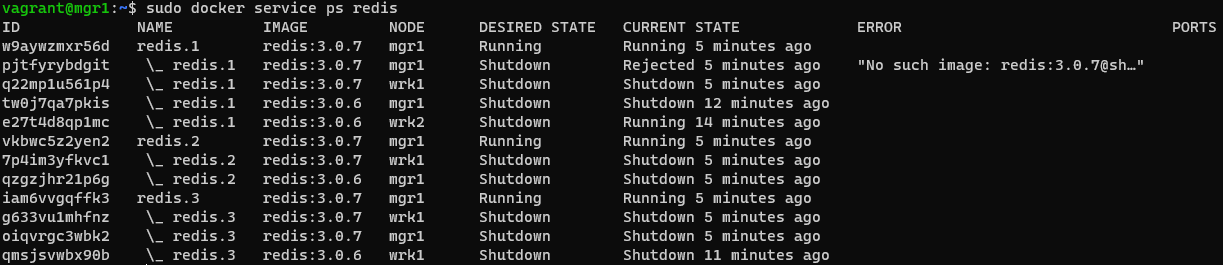 vagrant@mgr1:~$ sudo docker service ps redis
ID NAME IMAGE NODE DESIRED STATE CURRENT STATE ERROR PORTS
w9aywzmxr56d redis.1 redis:3.0.7 mgr1 Running Running 5 minutes ago
pjtfyrybdgit \_ redis.1 redis:3.0.7 mgr1 Shutdown Rejected 5 minutes ago "No such image: redis:3.0.7@sh…"
q22mp1u561p4 \_ redis.1 redis:3.0.7 wrk1 Shutdown Shutdown 5 minutes ago
tw0j7qa7pkis \_ redis.1 redis:3.0.6 mgr1 Shutdown Shutdown 12 minutes ago
e27t4d8qp1mc \_ redis.1 redis:3.0.6 wrk2 Shutdown Running 14 minutes ago
vkbwc5z2yen2 redis.2 redis:3.0.7 mgr1 Running Running 5 minutes ago
7p4im3yfkvc1 \_ redis.2 redis:3.0.7 wrk1 Shutdown Shutdown 5 minutes ago
qzgzjhr21p6g \_ redis.2 redis:3.0.6 mgr1 Shutdown Shutdown 5 minutes ago
iam6vvgqffk3 redis.3 redis:3.0.7 mgr1 Running Running 5 minutes ago
g633vu1mhfnz \_ redis.3 redis:3.0.7 wrk1 Shutdown Shutdown 5 minutes ago
oiqvrgc3wbk2 \_ redis.3 redis:3.0.7 mgr1 Shutdown Shutdown 5 minutes ago
qmsjsvwbx90b \_ redis.3 redis:3.0.6 wrk1 Shutdown Shutdown 11 minutes ago